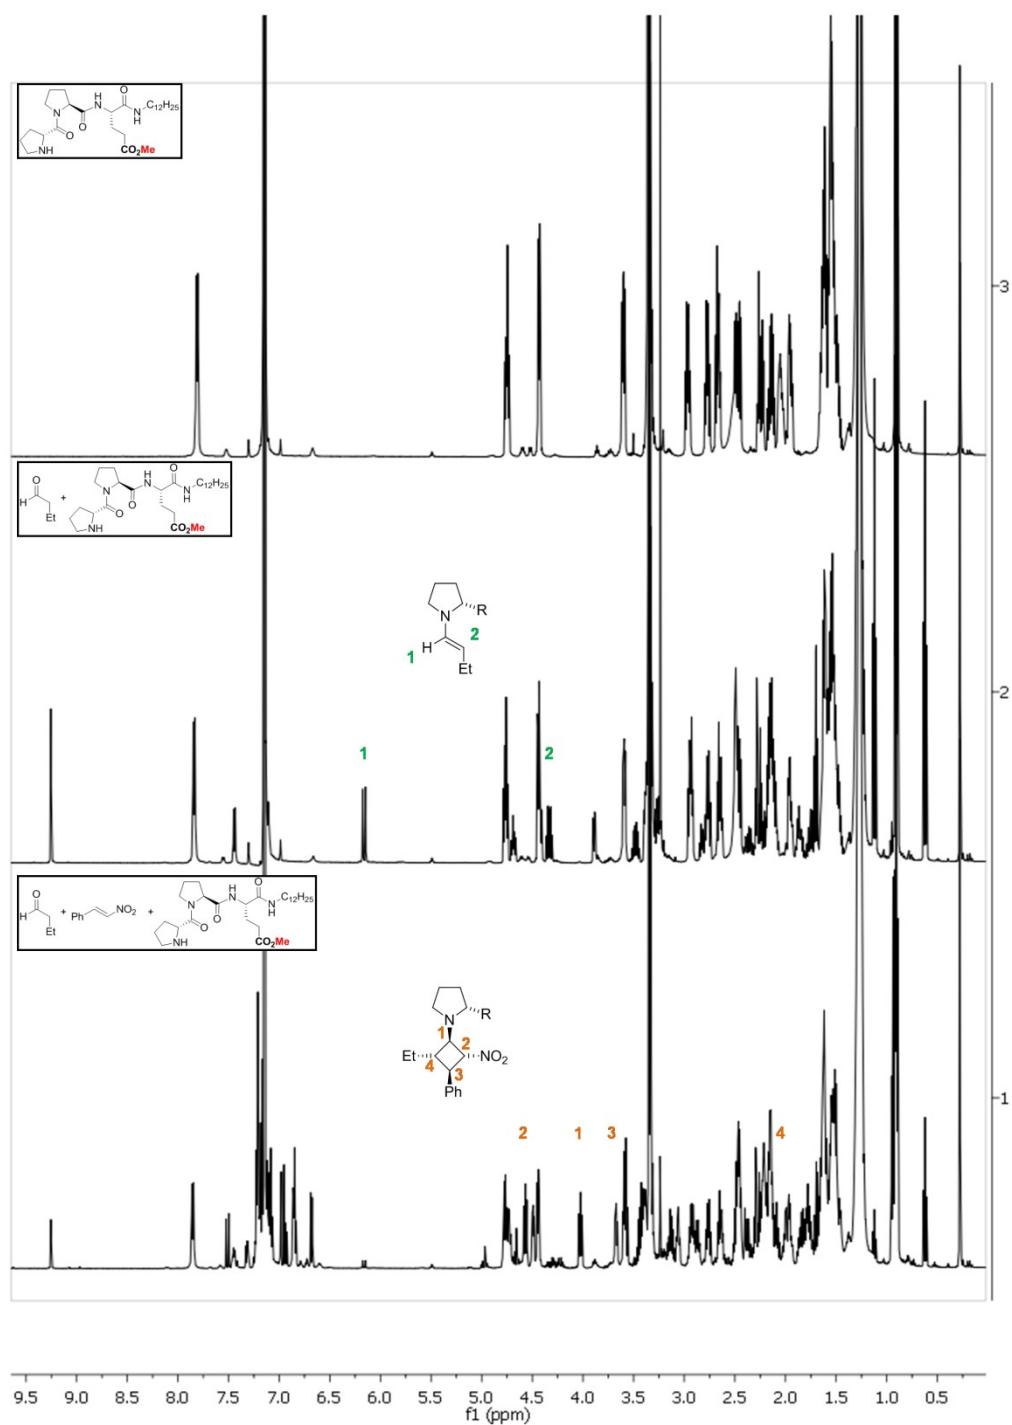 O
H
N
C12H25
N
N
H
O
O
NH
CO2Me
3
O
H
Et
+
O
H
N
C12H25
N
N
H
O
O
NH
CO2Me
N
R
2
H
1
Et
2
1
2
O
H
Et
+
Ph
NO2
+
O
H
N
C12H25
N
N
H
O
O
NH
CO2Me
N
R
1
2
Et
NO2
4
3
Ph
2
1
3
4
1
9.5 9.0 8.5 8.0 7.5 7.0 6.5 6.0 5.5 5.0 4.5 4.0 3.5 3.0 2.5 2.0 1.5 1.0 0.5
f1 (ppm)